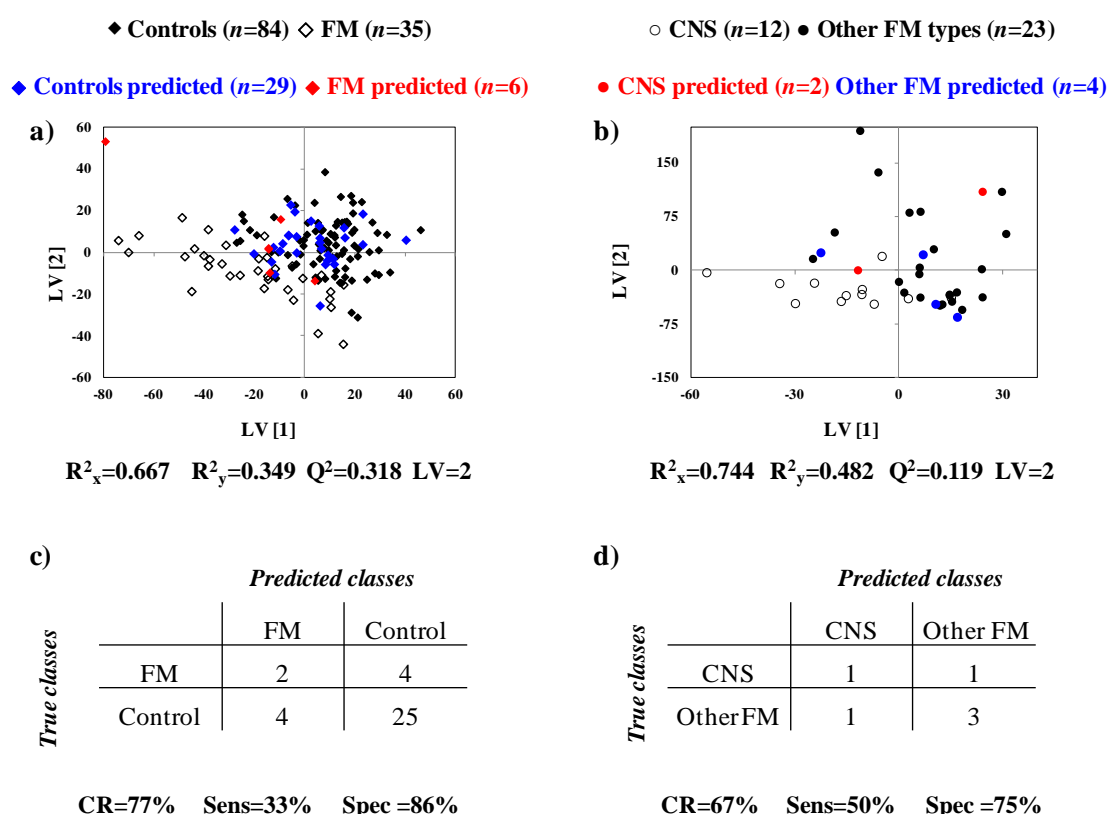 ◆ Controls (n=84) ◇ FM (n=35)
○ CNS (n=12) ● Other FM types (n=23)
◆ Controls predicted (n=29) ◆ FM predicted (n=6)
● CNS predicted (n=2) Other FM predicted (n=4)
a)
60
40
20
0
-20
-40
-60
LV [2]
-80 -60 -40 -20 0 20 40 60
LV [1]
R²x=0.667 R²y=0.349 Q²=0.318 LV=2
b)
150
75
0
-75
-150
LV [2]
-60 -30 0 30
LV [1]
R²x=0.744 R²y=0.482 Q²=0.119 LV=2
c)
Predicted classes
True classes
FM Control
FM 2 4
Control 4 25
CR=77% Sens=33% Spec =86%
d)
Predicted classes
True classes
CNS Other FM
CNS 1 1
Other FM 1 3
CR=67% Sens=50% Spec =75%